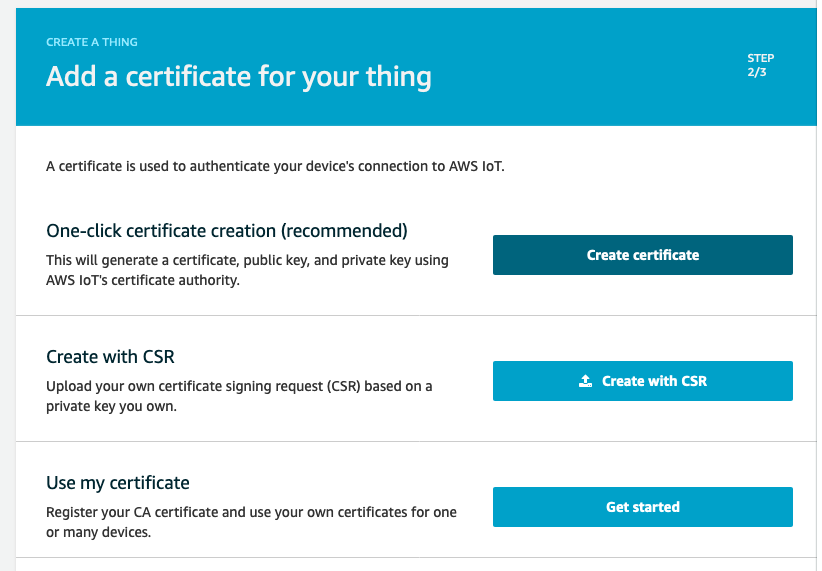 CREATE A THING
Add a certificate for your thing
STEP
2/3
A certificate is used to authenticate your device's connection to AWS IoT.
One-click certificate creation (recommended)
This will generate a certificate, public key, and private key using
AWS IoT's certificate authority.
Create certificate
Create with CSR
Upload your own certificate signing request (CSR) based on a
private key you own.
Create with CSR
Use my certificate
Register your CA certificate and use your own certificates for one
or many devices.
Get started